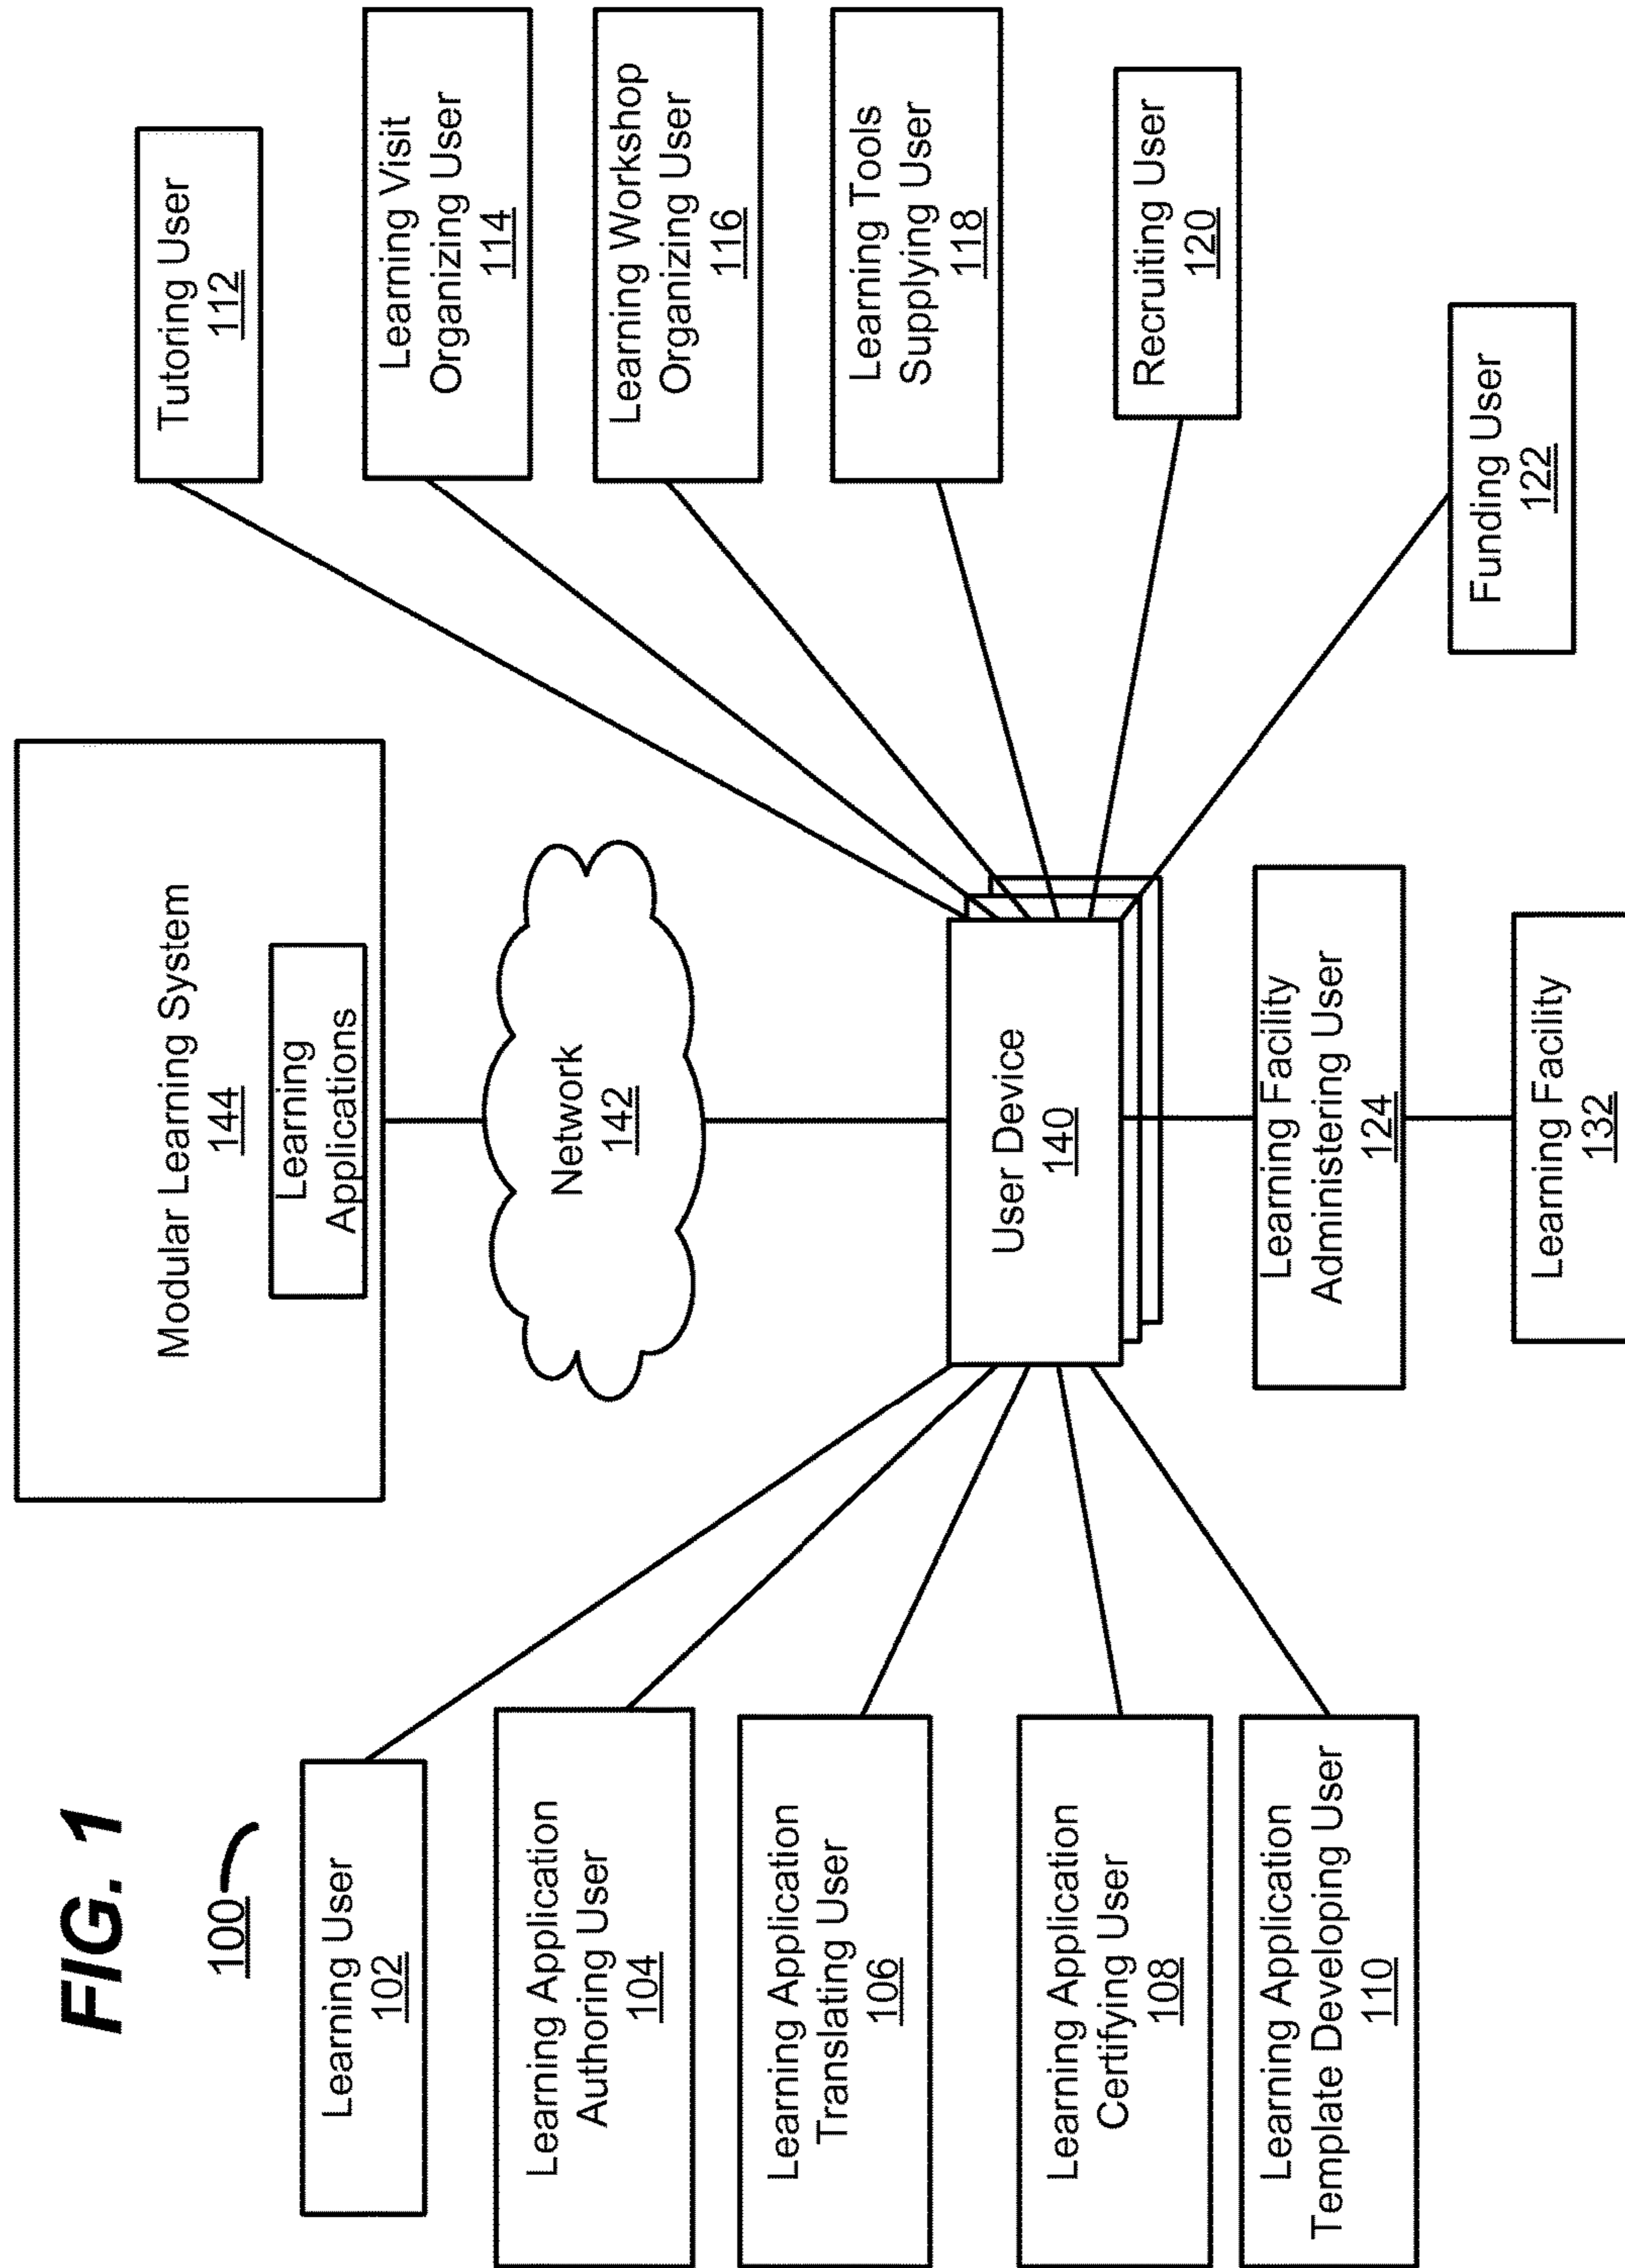 FIG. 1
100
Modular Learning System
144
Learning
Applications
Network
142
User Device
140
Learning User
102
Learning Application
Authoring User
104
Learning Application
Translating User
106
Learning Application
Certifying User
108
Learning Application
Template Developing User
110
Tutoring User
112
Learning Visit
Organizing User
114
Learning Workshop
Organizing User
116
Learning Tools
Supplying User
118
Recruiting User
120
Funding User
122
Learning Facility
Administering User
124
Learning Facility
132